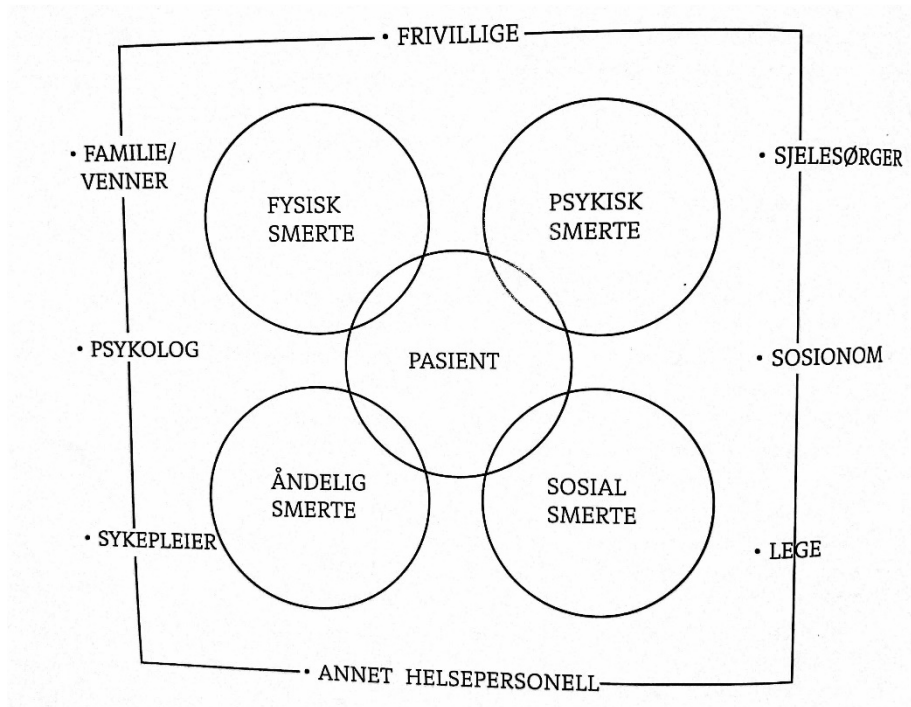 • FRIVILLIGE
• FAMILIE/
VENNER
• SJELESØRGER
FYSISK
SMERTE
PSYKISK
SMERTE
• PSYKOLOG
PASIENT
• SOSIONOM
ÅNDELIG
SMERTE
SOSIAL
SMERTE
• SYKEPLEIER
• LEGE
• ANNET HELSEPERSONELL